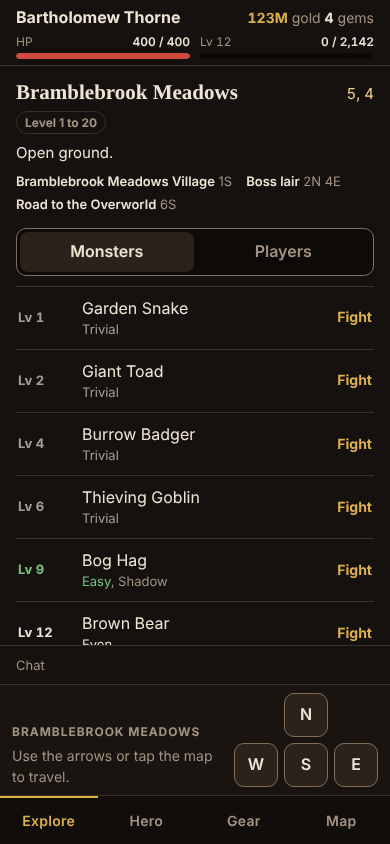 Bartholomew Thorne
123M gold 4 gems
HP 400 / 400 Lv 12 0 / 2,142
Bramblebrook Meadows 5, 4
Level 1 to 20
Open ground.
Bramblebrook Meadows Village 1S Boss lair 2N 4E
Road to the Overworld 6S
Monsters Players
Lv 1 Garden Snake Fight
Trivial
Lv 2 Giant Toad Fight
Trivial
Lv 4 Burrow Badger Fight
Trivial
Lv 6 Thieving Goblin Fight
Trivial
Lv 9 Bog Hag Fight
Easy, Shadow
Lv 12 Brown Bear Fight
Even
Chat
N
BRAMBLEBROOK MEADOWS
Use the arrows or tap the map
to travel.
W S E
Explore Hero Gear Map